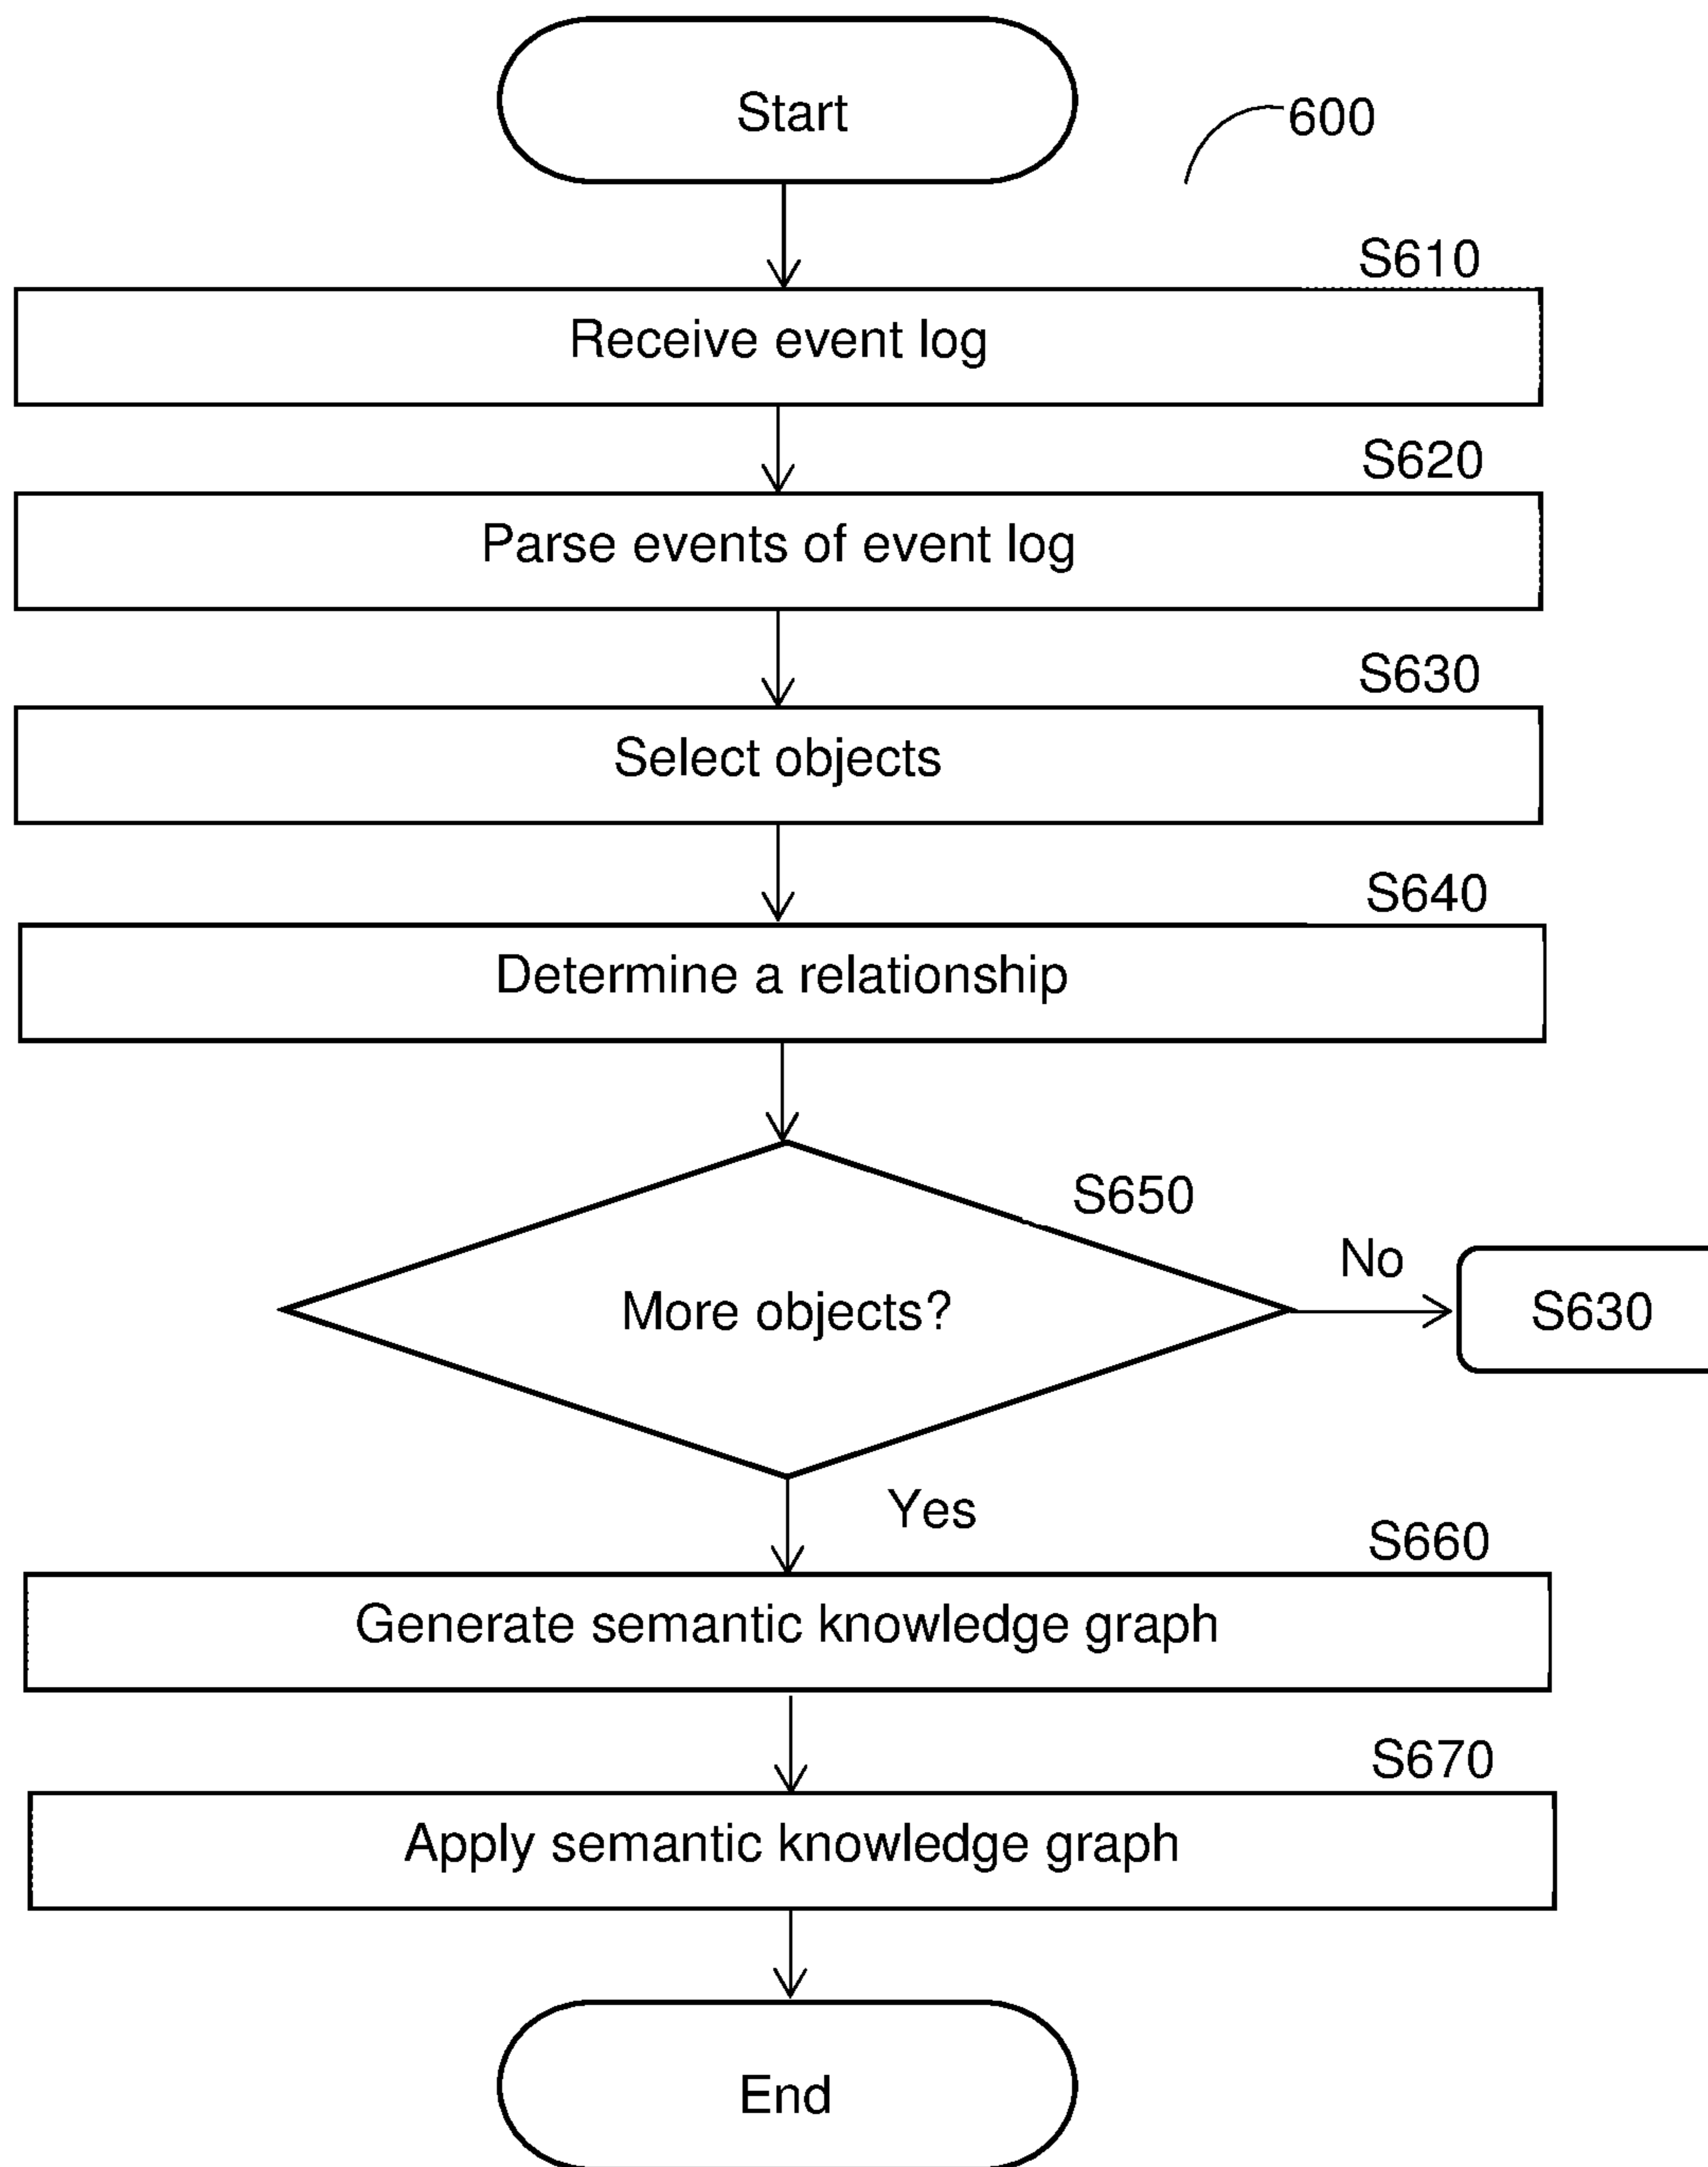 Start
600
S610
Receive event log
S620
Parse events of event log
S630
Select objects
S640
Determine a relationship
S650
No
More objects?
S630
Yes
S660
Generate semantic knowledge graph
S670
Apply semantic knowledge graph
End